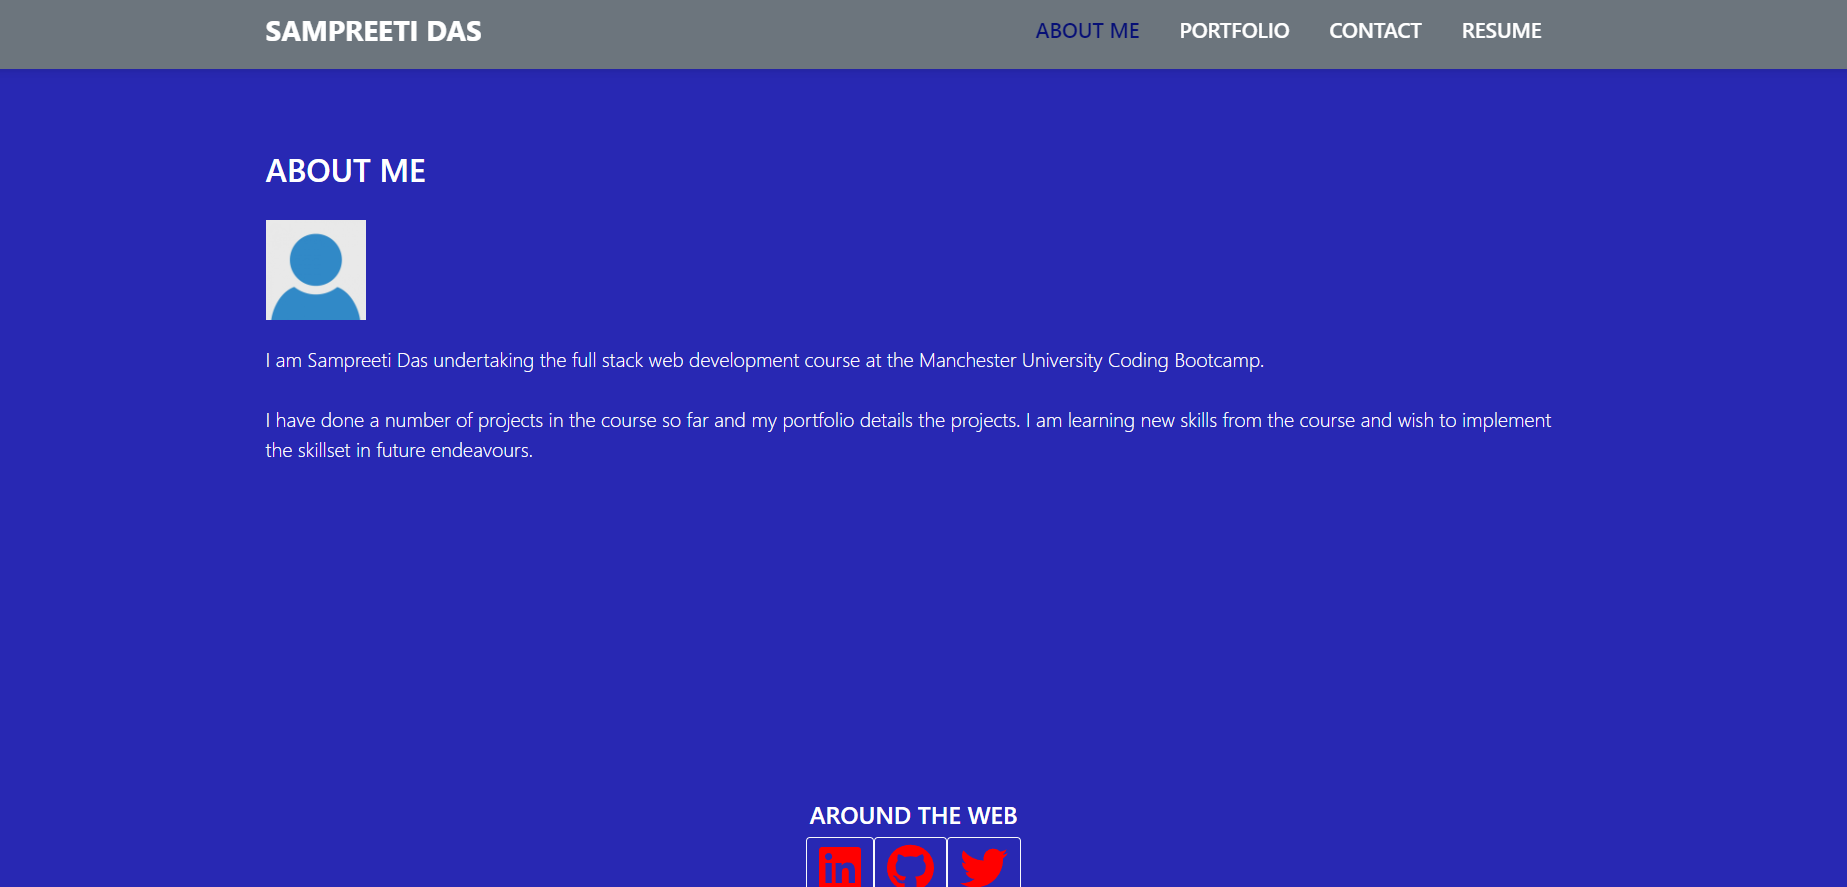 SAMPREETI DAS
ABOUT ME PORTFOLIO CONTACT RESUME
ABOUT ME
I am Sampreeti Das undertaking the full stack web development course at the Manchester University Coding Bootcamp.
I have done a number of projects in the course so far and my portfolio details the projects. I am learning new skills from the course and wish to implement
the skillset in future endeavours.
AROUND THE WEB
in